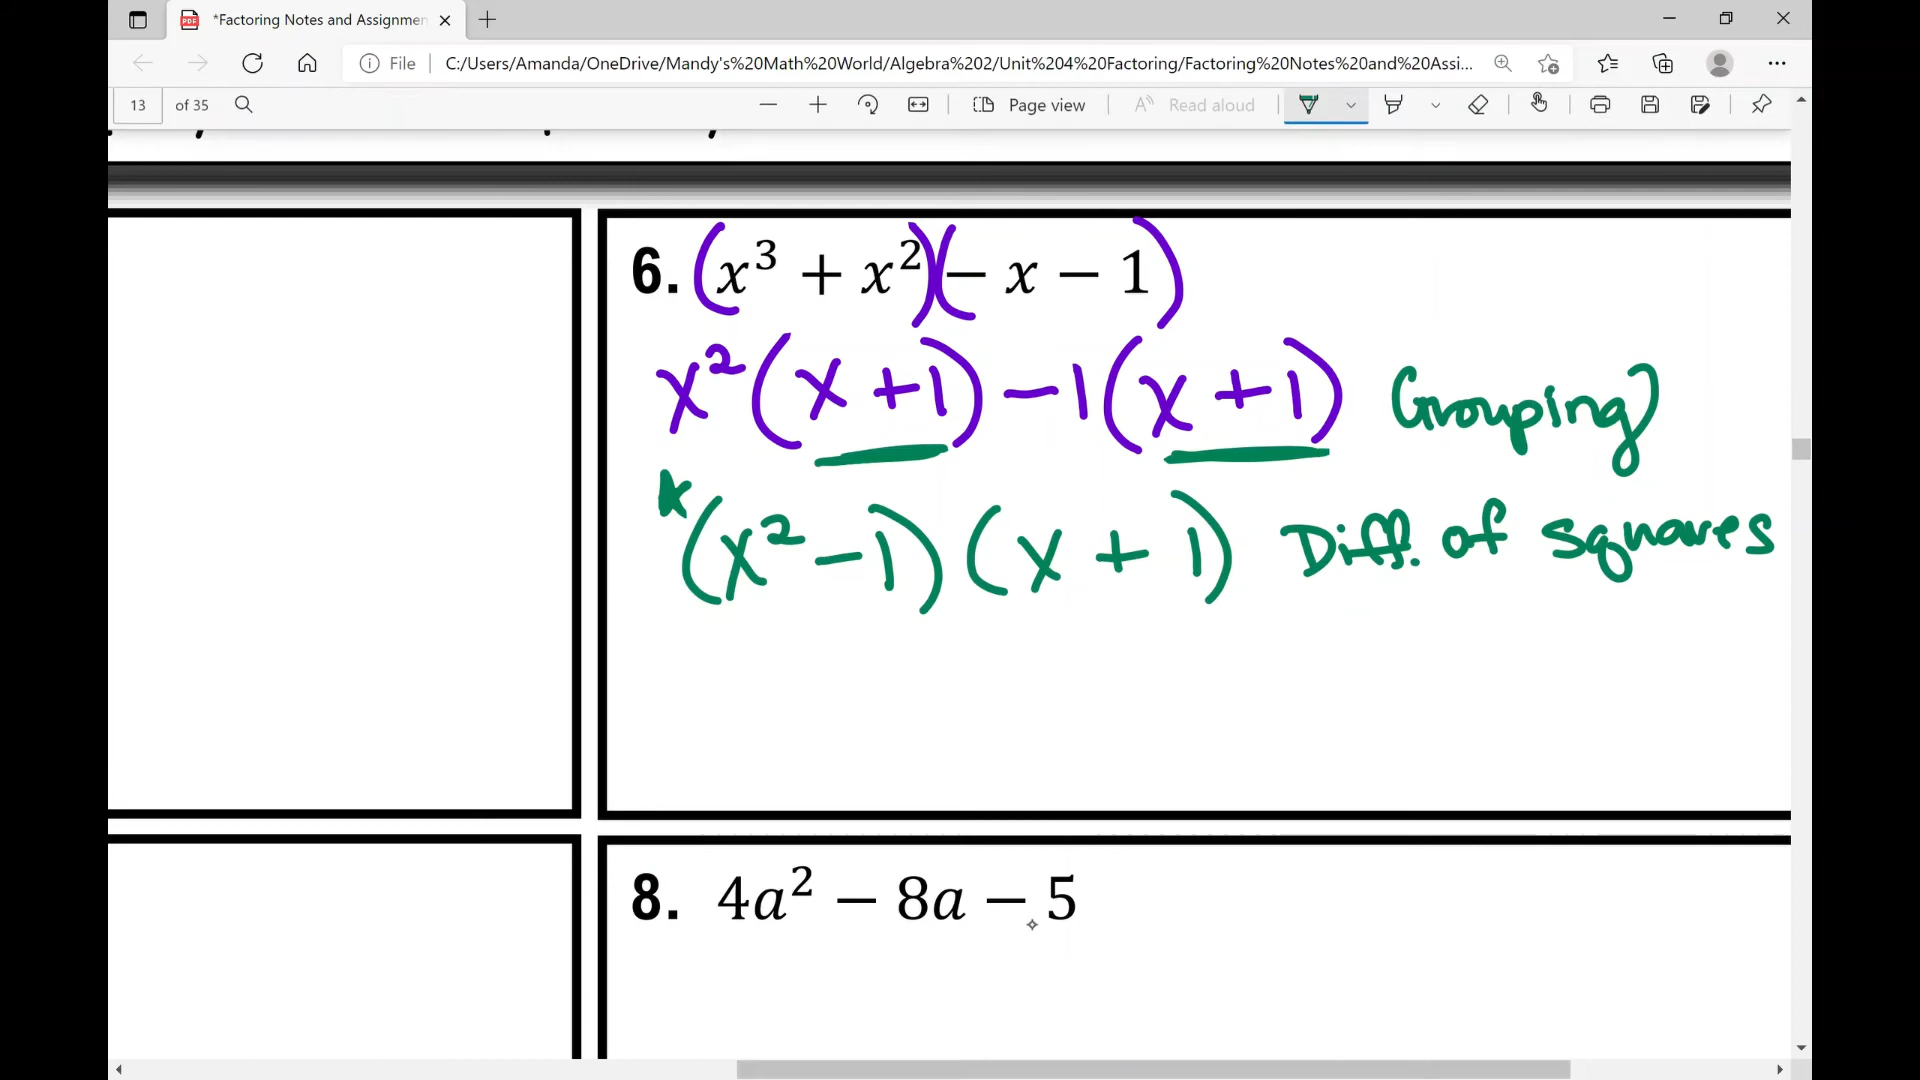 *Factoring Notes and Assignmen
File C:/Users/Amanda/OneDrive/Mandy's%20Math%20World/Algebra%202/Unit%204%20Factoring/Factoring%20Notes%20and%20Assi...
13 of 35 Page view Read aloud
6. (x³ + x²)(− x − 1)
x²(x+1) −1(x+1) Grouping
*(x²−1)(x+1) Diff. of squares
8. 4a² − 8a − 5